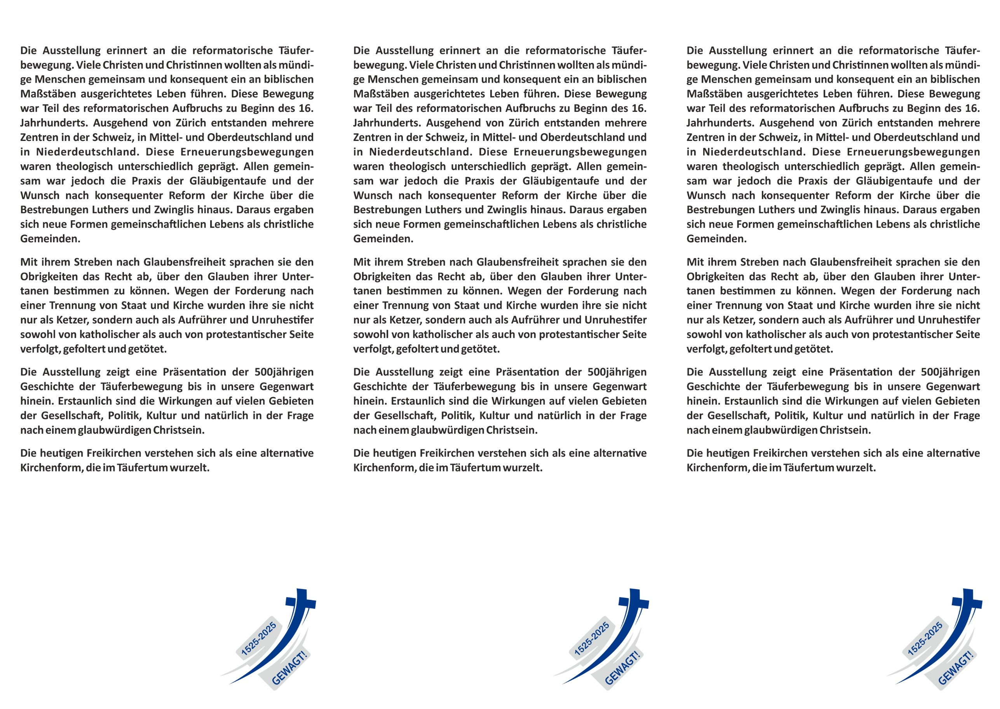 Die Ausstellung erinnert an die reformatorische Täufer-
bewegung. Viele Christen und Christinnen wollten als mündi-
ge Menschen gemeinsam und konsequent ein an biblischen
Maßstäben ausgerichtetes Leben führen. Diese Bewegung
war Teil des reformatorischen Aufbruchs zu Beginn des 16.
Jahrhunderts. Ausgehend von Zürich entstanden mehrere
Zentren in der Schweiz, in Mittel- und Oberdeutschland und
in Niederdeutschland. Diese Erneuerungsbewegungen
waren theologisch unterschiedlich geprägt. Allen gemein-
sam war jedoch die Praxis der Gläubigentaufe und der
Wunsch nach konsequenter Reform der Kirche über die
Bestrebungen Luthers und Zwinglis hinaus. Daraus ergaben
sich neue Formen gemeinschaftlichen Lebens als christliche
Gemeinden.
Mit ihrem Streben nach Glaubensfreiheit sprachen sie den
Obrigkeiten das Recht ab, über den Glauben ihrer Unter-
tanen bestimmen zu können. Wegen der Forderung nach
einer Trennung von Staat und Kirche wurden ihre sie nicht
nur als Ketzer, sondern auch als Aufrührer und Unruhestifer
sowohl von katholischer als auch von protestantischer Seite
verfolgt, gefoltert und getötet.
Die Ausstellung zeigt eine Präsentation der 500jährigen
Geschichte der Täuferbewegung bis in unsere Gegenwart
hinein. Erstaunlich sind die Wirkungen auf vielen Gebieten
der Gesellschaft, Politik, Kultur und natürlich in der Frage
nach einem glaubwürdigen Christsein.
Die heutigen Freikirchen verstehen sich als eine alternative
Kirchenform, die im Täufertum wurzelt.
1525-2025
GEWAGT!
Die Ausstellung erinnert an die reformatorische Täufer-
bewegung. Viele Christen und Christinnen wollten als mündi-
ge Menschen gemeinsam und konsequent ein an biblischen
Maßstäben ausgerichtetes Leben führen. Diese Bewegung
war Teil des reformatorischen Aufbruchs zu Beginn des 16.
Jahrhunderts. Ausgehend von Zürich entstanden mehrere
Zentren in der Schweiz, in Mittel- und Oberdeutschland und
in Niederdeutschland. Diese Erneuerungsbewegungen
waren theologisch unterschiedlich geprägt. Allen gemein-
sam war jedoch die Praxis der Gläubigentaufe und der
Wunsch nach konsequenter Reform der Kirche über die
Bestrebungen Luthers und Zwinglis hinaus. Daraus ergaben
sich neue Formen gemeinschaftlichen Lebens als christliche
Gemeinden.
Mit ihrem Streben nach Glaubensfreiheit sprachen sie den
Obrigkeiten das Recht ab, über den Glauben ihrer Unter-
tanen bestimmen zu können. Wegen der Forderung nach
einer Trennung von Staat und Kirche wurden ihre sie nicht
nur als Ketzer, sondern auch als Aufrührer und Unruhestifer
sowohl von katholischer als auch von protestantischer Seite
verfolgt, gefoltert und getötet.
Die Ausstellung zeigt eine Präsentation der 500jährigen
Geschichte der Täuferbewegung bis in unsere Gegenwart
hinein. Erstaunlich sind die Wirkungen auf vielen Gebieten
der Gesellschaft, Politik, Kultur und natürlich in der Frage
nach einem glaubwürdigen Christsein.
Die heutigen Freikirchen verstehen sich als eine alternative
Kirchenform, die im Täufertum wurzelt.
1525-2025
GEWAGT!
Die Ausstellung erinnert an die reformatorische Täufer-
bewegung. Viele Christen und Christinnen wollten als mündi-
ge Menschen gemeinsam und konsequent ein an biblischen
Maßstäben ausgerichtetes Leben führen. Diese Bewegung
war Teil des reformatorischen Aufbruchs zu Beginn des 16.
Jahrhunderts. Ausgehend von Zürich entstanden mehrere
Zentren in der Schweiz, in Mittel- und Oberdeutschland und
in Niederdeutschland. Diese Erneuerungsbewegungen
waren theologisch unterschiedlich geprägt. Allen gemein-
sam war jedoch die Praxis der Gläubigentaufe und der
Wunsch nach konsequenter Reform der Kirche über die
Bestrebungen Luthers und Zwinglis hinaus. Daraus ergaben
sich neue Formen gemeinschaftlichen Lebens als christliche
Gemeinden.
Mit ihrem Streben nach Glaubensfreiheit sprachen sie den
Obrigkeiten das Recht ab, über den Glauben ihrer Unter-
tanen bestimmen zu können. Wegen der Forderung nach
einer Trennung von Staat und Kirche wurden ihre sie nicht
nur als Ketzer, sondern auch als Aufrührer und Unruhestifer
sowohl von katholischer als auch von protestantischer Seite
verfolgt, gefoltert und getötet.
Die Ausstellung zeigt eine Präsentation der 500jährigen
Geschichte der Täuferbewegung bis in unsere Gegenwart
hinein. Erstaunlich sind die Wirkungen auf vielen Gebieten
der Gesellschaft, Politik, Kultur und natürlich in der Frage
nach einem glaubwürdigen Christsein.
Die heutigen Freikirchen verstehen sich als eine alternative
Kirchenform, die im Täufertum wurzelt.
1525-2025
GEWAGT!